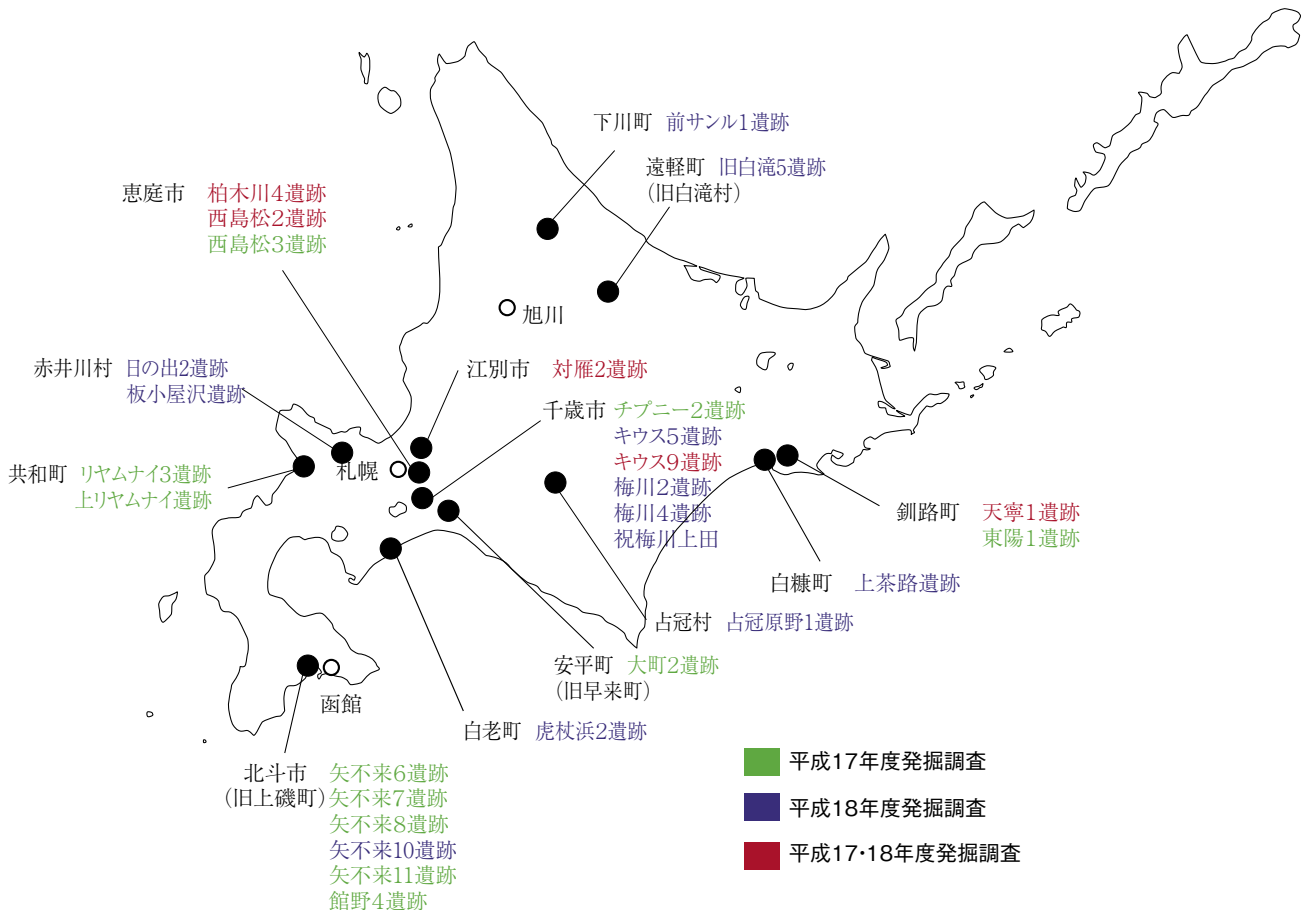 下川町 前サンル1遺跡
遠軽町 旧白滝5遺跡
(旧白滝村)
恵庭市 柏木川4遺跡
西島松2遺跡
西島松3遺跡
旭川
赤井川村 日の出2遺跡
板小屋沢遺跡
江別市 対雁2遺跡
千歳市 チプニー2遺跡
キウス5遺跡
キウス9遺跡
梅川2遺跡
梅川4遺跡
祝梅川上田
共和町 リヤムナイ3遺跡
上リヤムナイ遺跡
札幌
釧路町 天寧1遺跡
東陽1遺跡
白糠町 上茶路遺跡
占冠村 占冠原野1遺跡
安平町 大町2遺跡
(旧早来町)
函館
白老町 虎杖浜2遺跡
北斗市 矢不来6遺跡
(旧上磯町) 矢不来7遺跡
矢不来8遺跡
矢不来10遺跡
矢不来11遺跡
館野4遺跡
平成17年度発掘調査
平成18年度発掘調査
平成17・18年度発掘調査